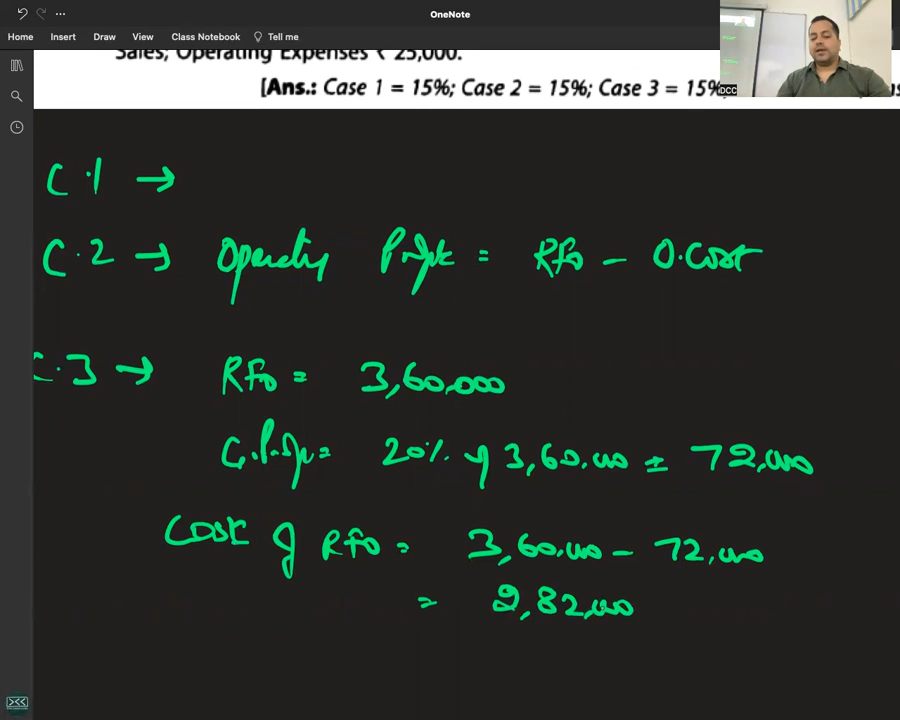 OneNote
Home Insert Draw View Class Notebook Tell me
Sales; Operating Expenses ₹ 25,000.
[Ans.: Case 1 = 15%; Case 2 = 15%; Case 3 = 15%
DCC
C.1 →
C.2 → Operating Profit = RFO - O.Cost
C.3 → RFO = 3,60,000
G.Profit = 20% of 3,60,000 = 72,000
Cost of RFO = 3,60,000 - 72,000
= 2,82,000